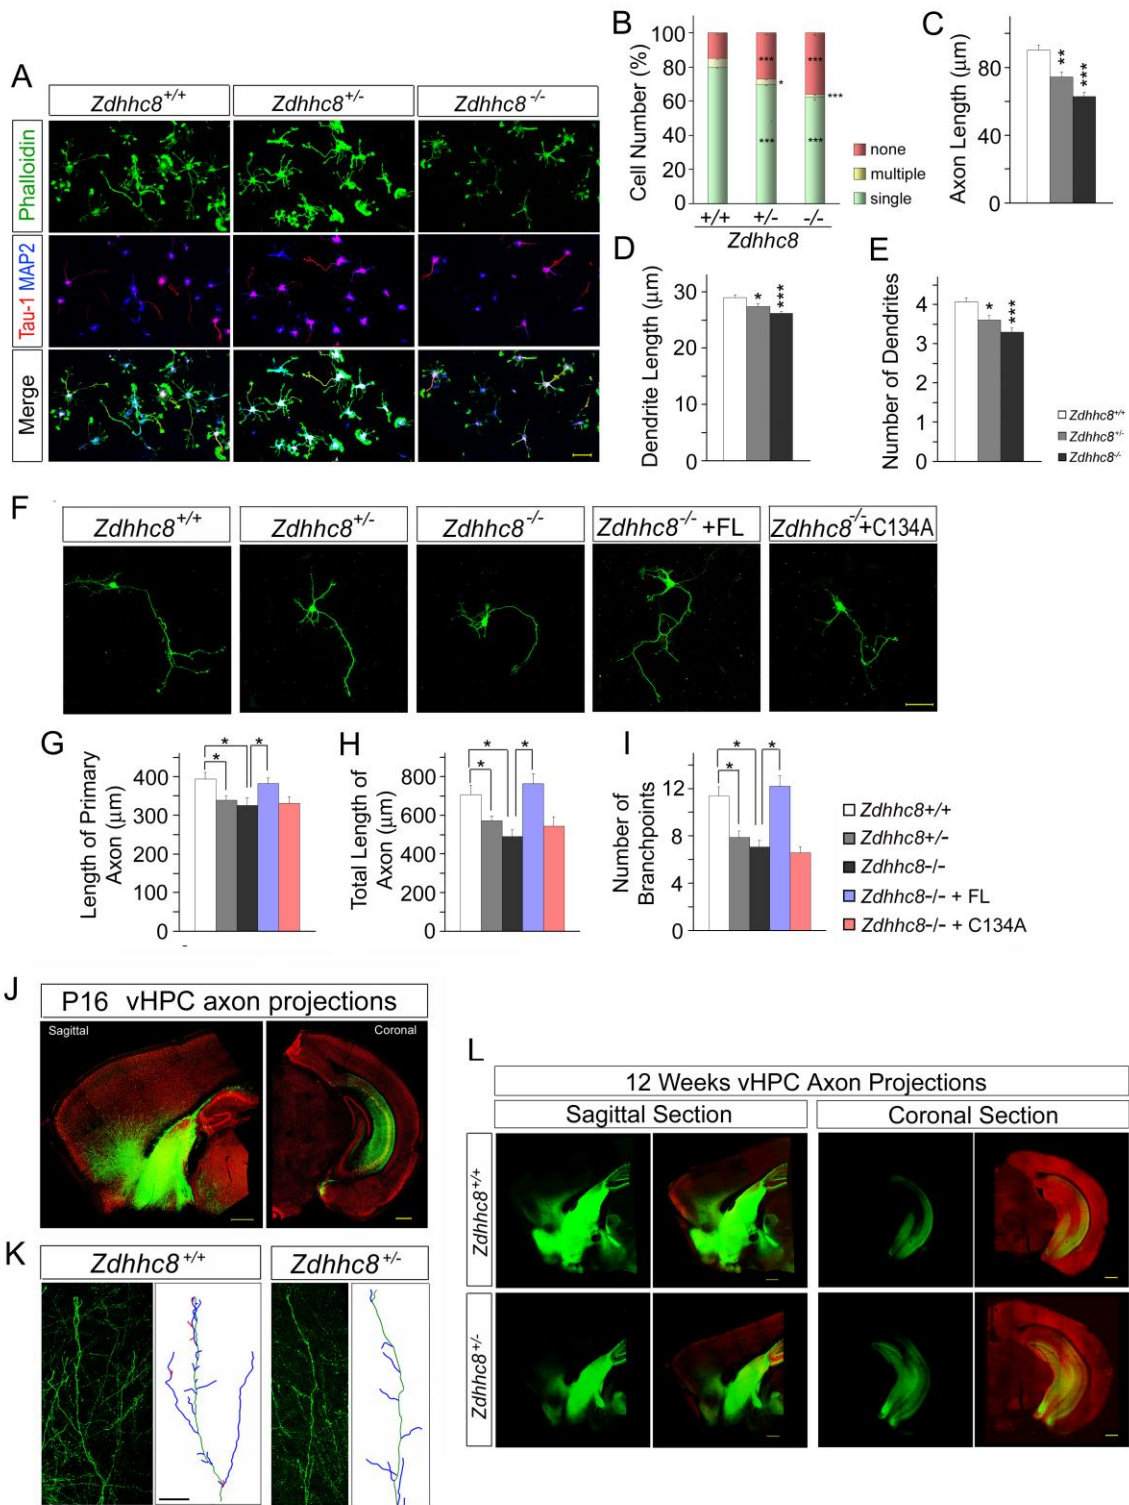 A
Zdhhc8+/+
Zdhhc8+/-
Zdhhc8-/-
Phalloidin
Tau-1 MAP2
Merge
B
Cell Number (%)
100
80
60
40
20
0
***
***
*
***
***
***
+/+
+/-
-/-
Zdhhc8
none
multiple
single
C
Axon Length (µm)
80
40
0
**
***
D
Dendrite Length (µm)
30
20
10
0
*
***
E
Number of Dendrites
4
3
2
1
0
*
***
Zdhhc8+/+
Zdhhc8+/-
Zdhhc8-/-
F
Zdhhc8+/+
Zdhhc8+/-
Zdhhc8-/-
Zdhhc8-/- +FL
Zdhhc8-/-+C134A
G
Length of Primary
Axon (µm)
400
300
200
100
0
*
*
*
H
Total Length of
Axon (µm)
800
600
400
200
0
*
*
*
I
Number of
Branchpoints
12
8
4
0
*
*
*
Zdhhc8+/+
Zdhhc8+/-
Zdhhc8-/-
Zdhhc8-/- + FL
Zdhhc8-/- + C134A
J
P16 vHPC axon projections
Sagittal
Coronal
K
Zdhhc8+/+
Zdhhc8+/-
L
12 Weeks vHPC Axon Projections
Sagittal Section
Coronal Section
Zdhhc8+/+
Zdhhc8+/-